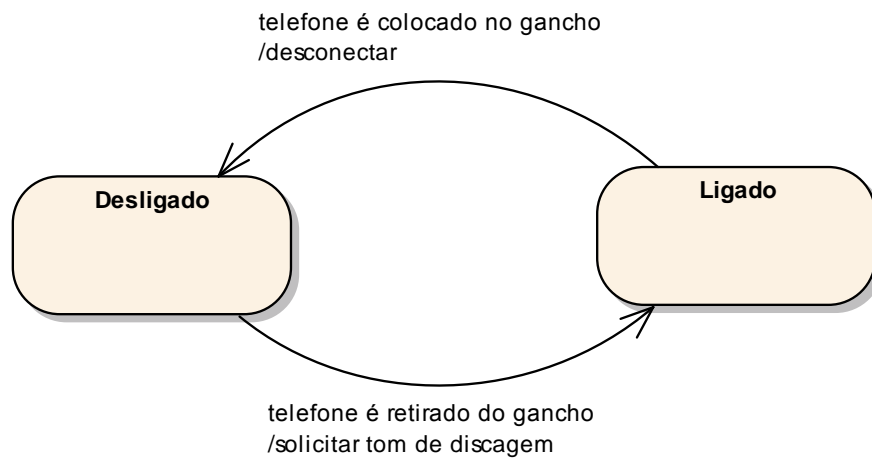 telefone é colocado no gancho
/desconectar
Desligado
Ligado
telefone é retirado do gancho
/solicitar tom de discagem